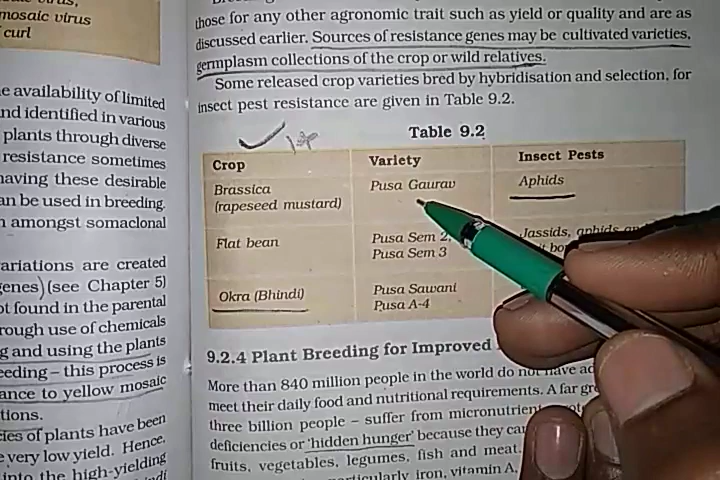 mosaic virus
curl
e availability of limited
nd identified in various
plants through diverse
resistance sometimes
having these desirable
an be used in breeding.
n amongst somaclonal
ariations are created
genes) (see Chapter 5)
ot found in the parental
rough use of chemicals
g and using the plants
eeding – this process is
ance to yellow mosaic
tions.
cies of plants have been
e very low yield. Hence,
into the high-yielding
those for any other agronomic trait such as yield or quality and are as
discussed earlier. Sources of resistance genes may be cultivated varieties,
germplasm collections of the crop or wild relatives.
Some released crop varieties bred by hybridisation and selection, for
insect pest resistance are given in Table 9.2.
Table 9.2
Crop Variety Insect Pests
Brassica Pusa Gaurav Aphids
(rapeseed mustard)
Flat bean Pusa Sem 2, Jassids, aphids and
Pusa Sem 3
Okra (Bhindi) Pusa Sawani
Pusa A-4
9.2.4 Plant Breeding for Improved
More than 840 million people in the world do not have ad
meet their daily food and nutritional requirements. A far gre
three billion people – suffer from micronutrient
deficiencies or 'hidden hunger' because they can
fruits, vegetables, legumes, fish and meat.
particularly iron, vitamin A,